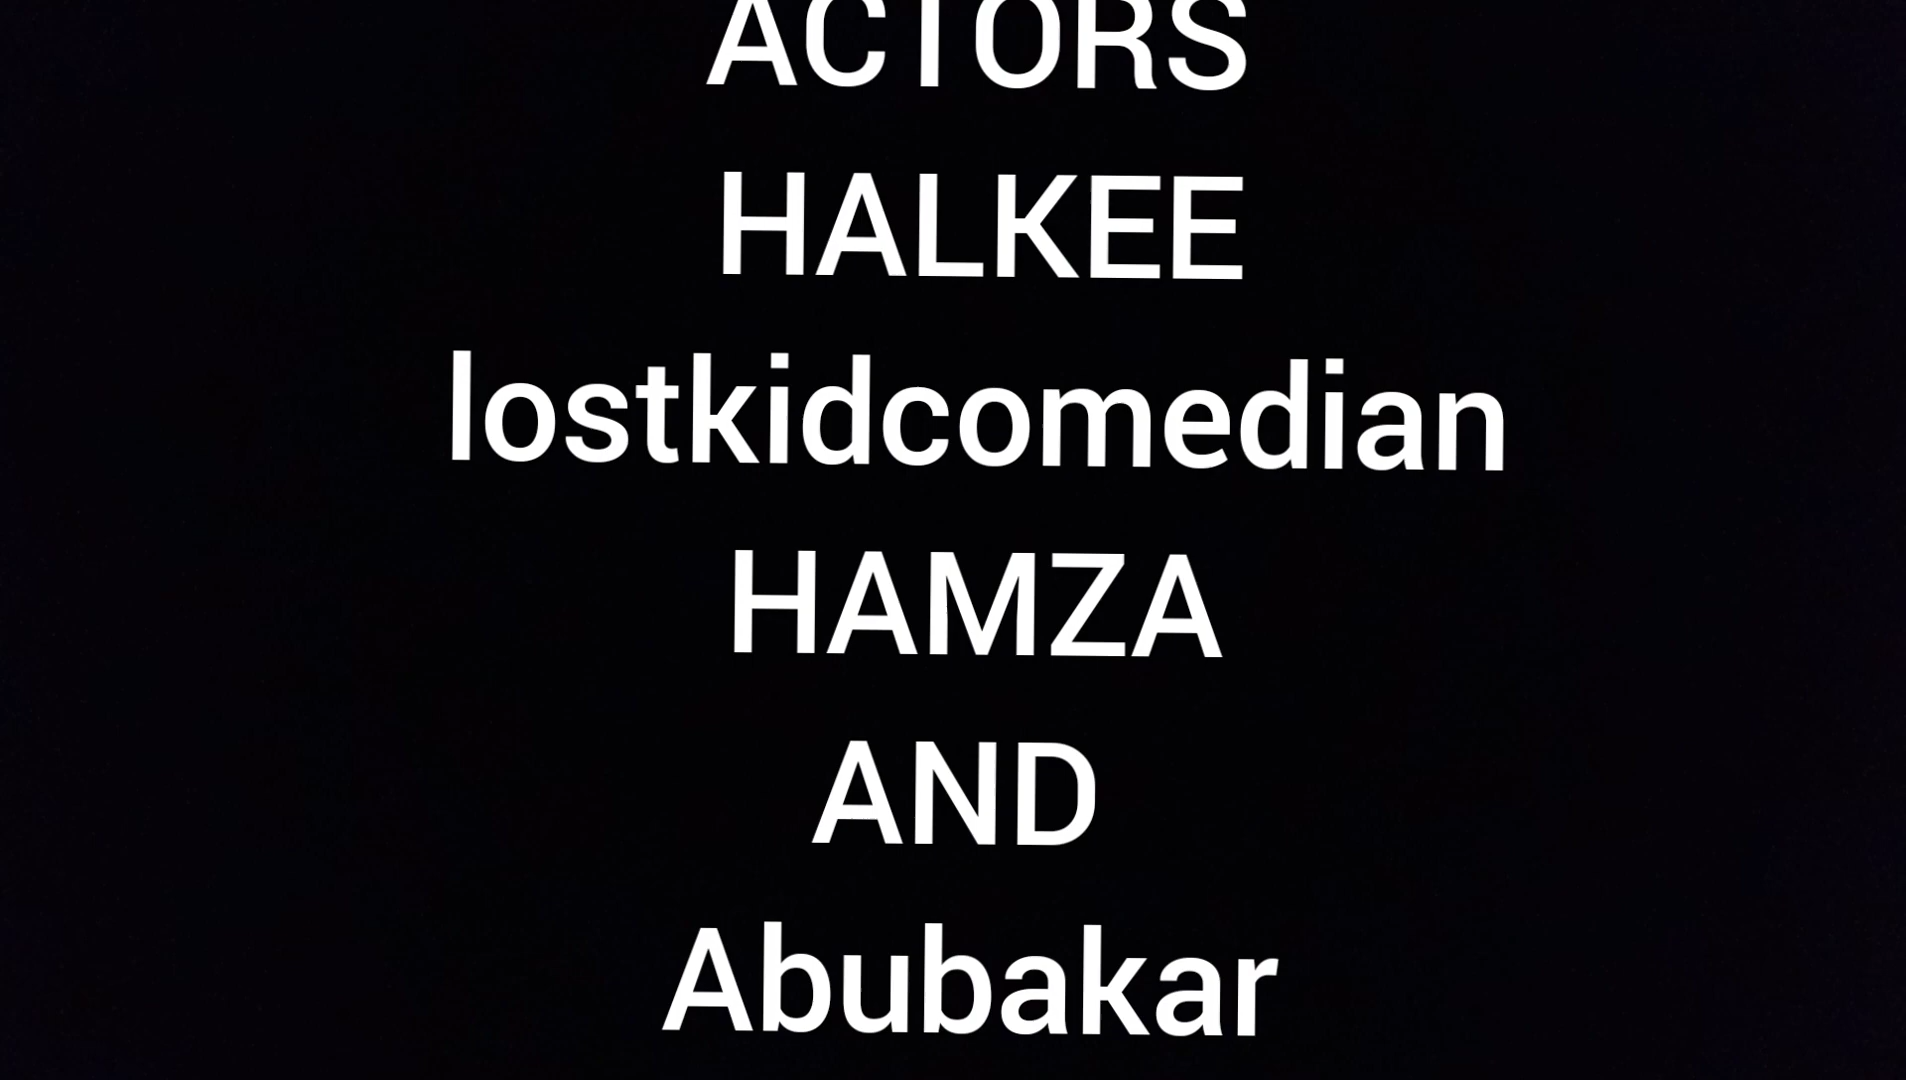 ACTORS
HALKEE
lostkidcomedian
HAMZA
AND
Abubakar